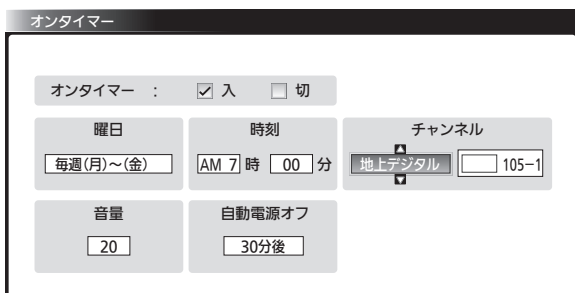 オンタイマー
オンタイマー : 入 切
曜日 時刻 チャンネル
毎週(月)~(金) AM 7 時 00 分 地上デジタル 105-1
音量 自動電源オフ
20 30分後